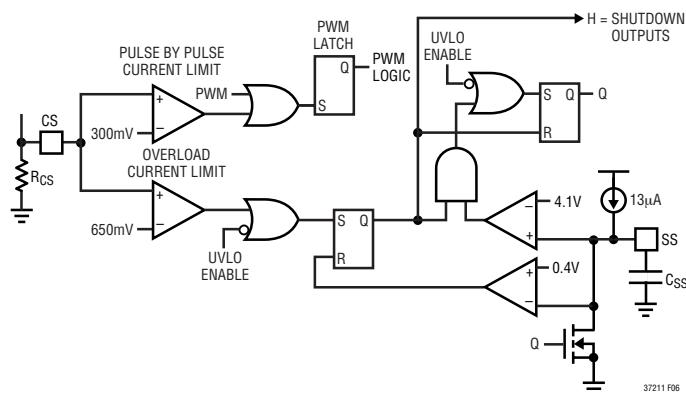 H = SHUTDOWN
OUTPUTS
PWM
LATCH
UVLO
ENABLE
PULSE BY PULSE
CURRENT LIMIT
Q
PWM
LOGIC
PWM
S
S
Q
Q
R
CS
+
300mV
–
OVERLOAD
CURRENT LIMIT
RCS
+
650mV
–
UVLO
ENABLE
S
Q
R
–
4.1V
+
13µA
SS
+
0.4V
–
CSS
Q
37211 F06